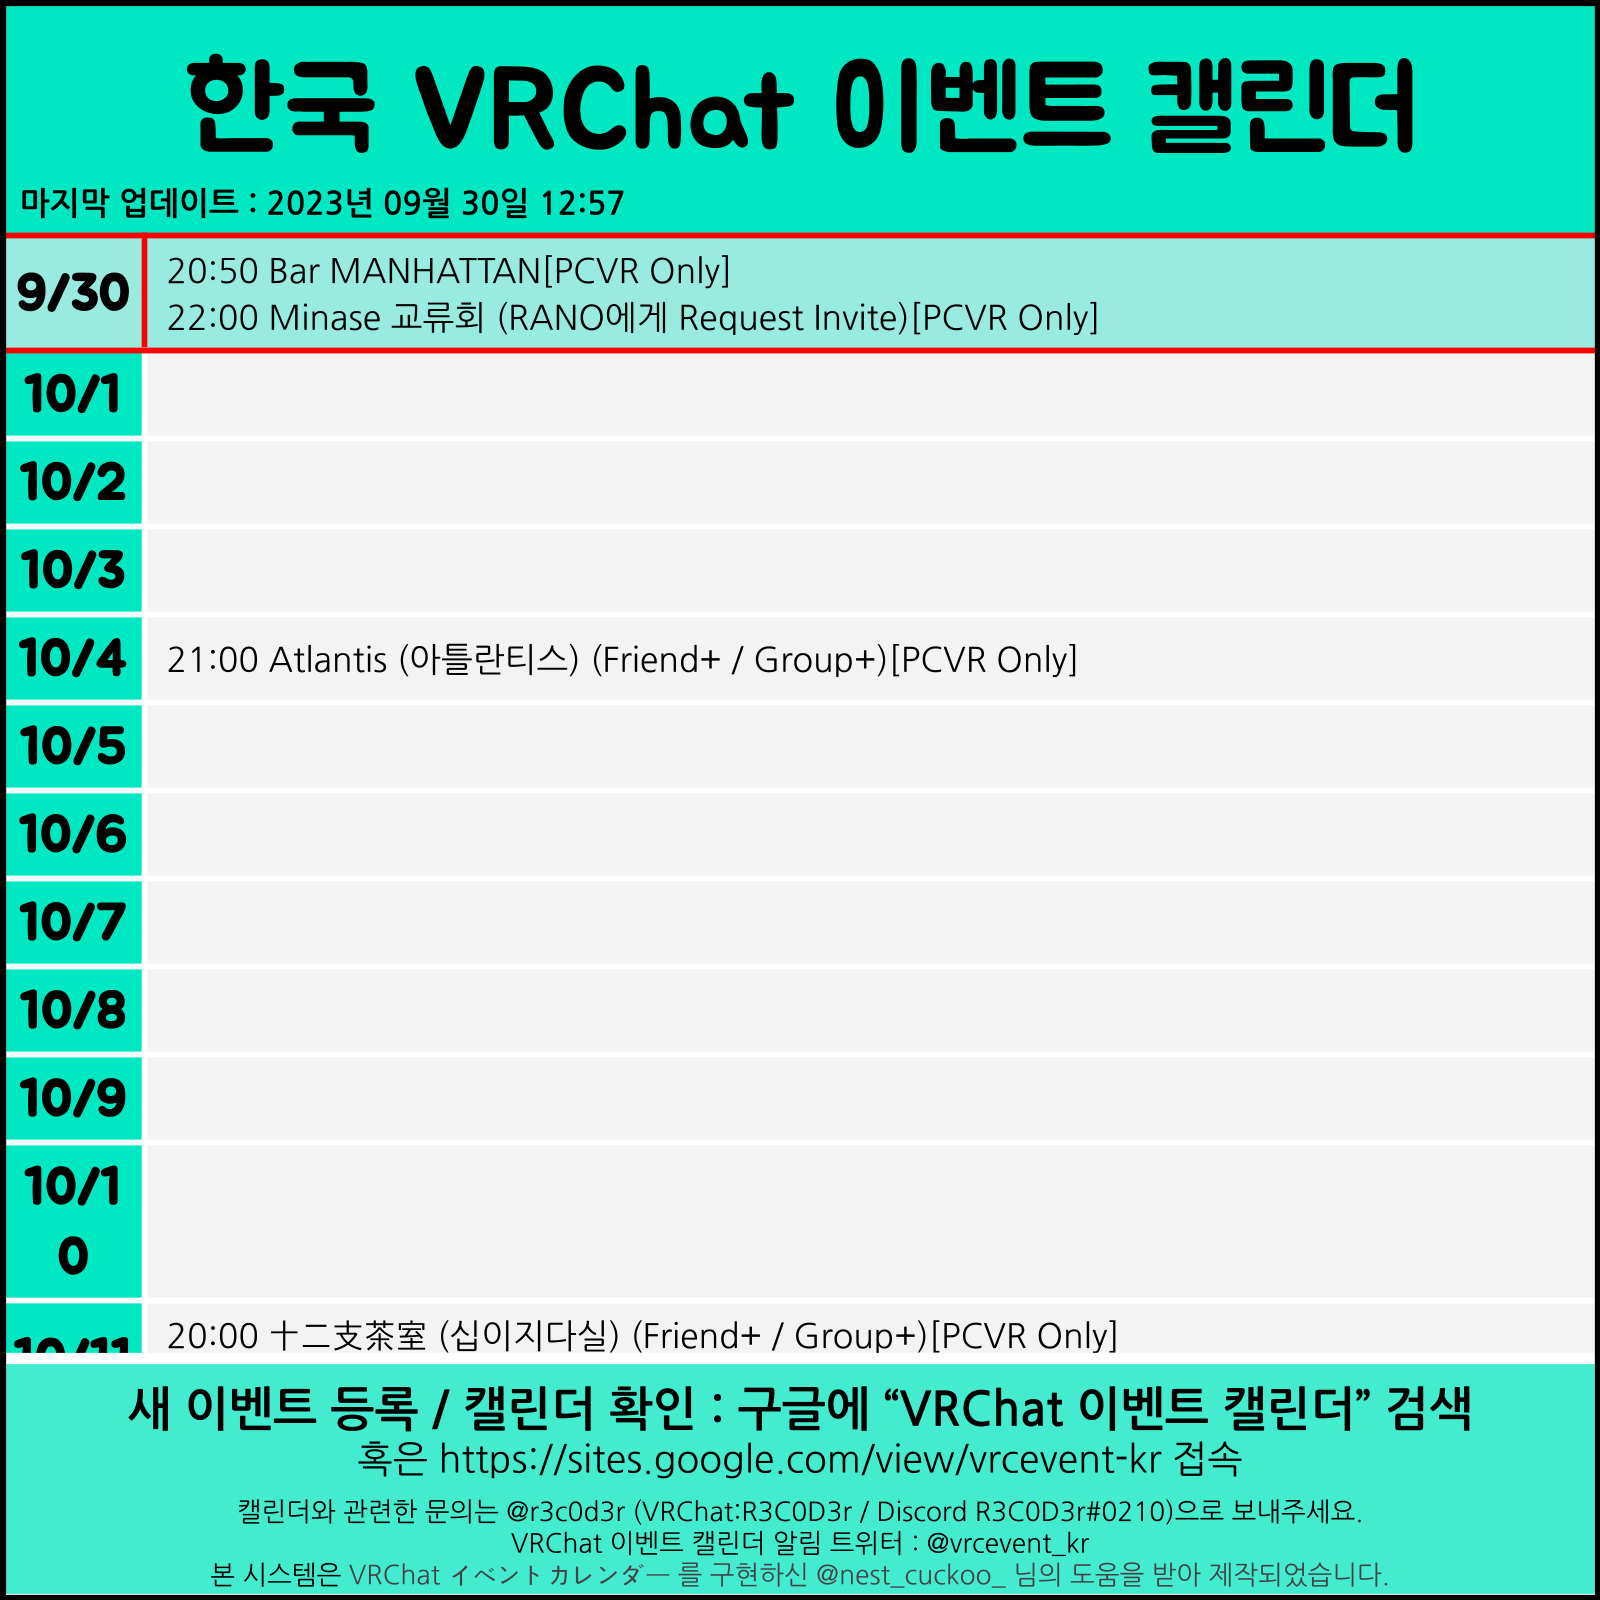 한국 VRChat 이벤트 캘린더
마지막 업데이트 : 2023년 09월 30일 12:57
9/30
20:50 Bar MANHATTAN[PCVR Only]
22:00 Minase 교류회 (RANO에게 Request Invite)[PCVR Only]
10/1
10/2
10/3
10/4
21:00 Atlantis (아틀란티스) (Friend+ / Group+)[PCVR Only]
10/5
10/6
10/7
10/8
10/9
10/1
0
10/11
20:00 十二支茶室 (십이지다실) (Friend+ / Group+)[PCVR Only]
새 이벤트 등록 / 캘린더 확인 : 구글에 “VRChat 이벤트 캘린더” 검색
혹은 https://sites.google.com/view/vrcevent-kr 접속
캘린더와 관련한 문의는 @r3c0d3r (VRChat:R3C0D3r / Discord R3C0D3r#0210)으로 보내주세요.
VRChat 이벤트 캘린더 알림 트위터 : @vrcevent_kr
본 시스템은 VRChat イベントカレンダー 를 구현하신 @nest_cuckoo_ 님의 도움을 받아 제작되었습니다.